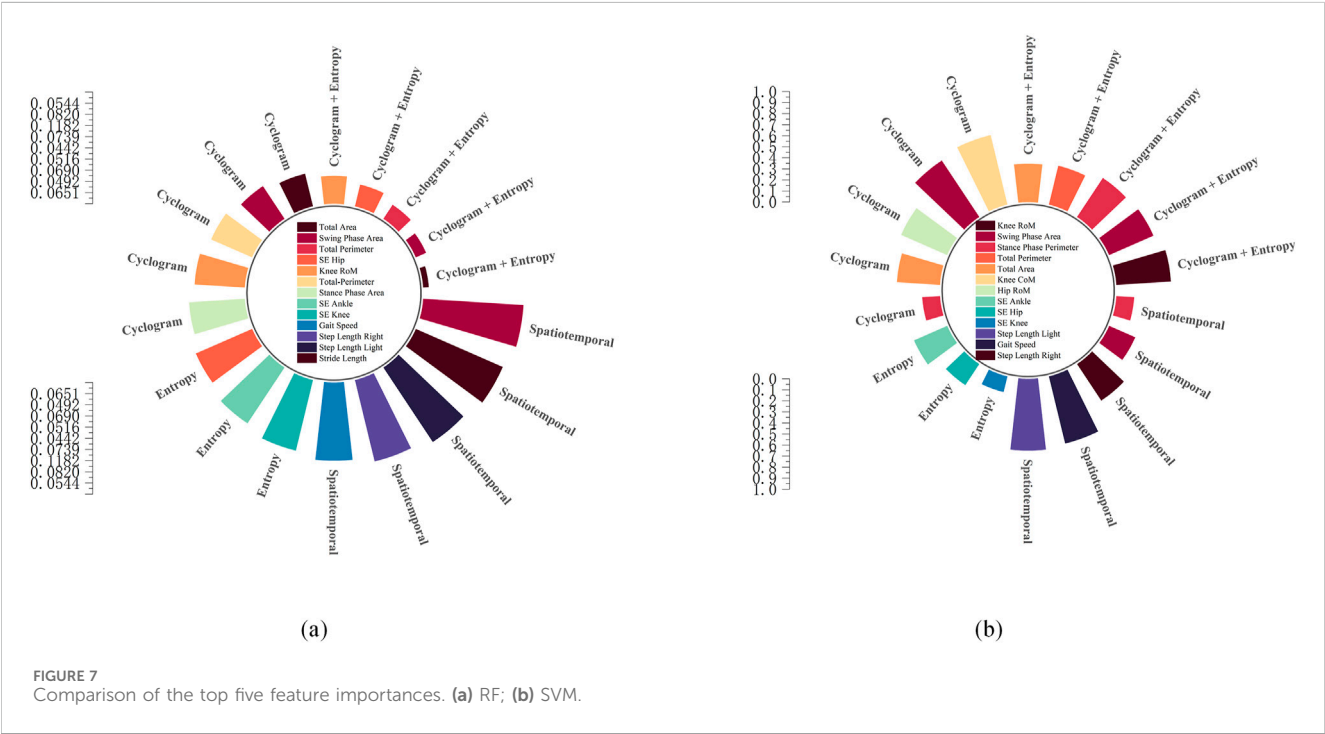 0.0544
0.0820
0.1182
0.0739
0.0442
0.0516
0.0690
0.0492
0.0651
0.0651
0.0492
0.0690
0.0516
0.0442
0.0739
0.1182
0.0820
0.0544
Cyclogram + Entropy
Cyclogram + Entropy
Cyclogram + Entropy
Cyclogram + Entropy
Cyclogram + Entropy
Spatiotemporal
Spatiotemporal
Spatiotemporal
Spatiotemporal
Spatiotemporal
Entropy
Entropy
Entropy
Cyclogram
Cyclogram
Cyclogram
Cyclogram
Cyclogram
Total Area
Swing Phase Area
Total Perimeter
SE Hip
Knee RoM
Total-Perimeter
Stance Phase Area
SE Ankle
SE Knee
Gait Speed
Step Length Right
Step Length Light
Stride Length
(a)
1.0
0.9
0.8
0.7
0.6
0.5
0.4
0.3
0.2
0.1
0.0
0.0
0.1
0.2
0.3
0.4
0.5
0.6
0.7
0.8
0.9
1.0
Cyclogram + Entropy
Cyclogram + Entropy
Cyclogram + Entropy
Cyclogram + Entropy
Cyclogram + Entropy
Spatiotemporal
Spatiotemporal
Spatiotemporal
Spatiotemporal
Spatiotemporal
Entropy
Entropy
Entropy
Cyclogram
Cyclogram
Cyclogram
Cyclogram
Cyclogram
Knee RoM
Swing Phase Area
Stance Phase Perimeter
Total Perimeter
Total Area
Knee CoM
Hip RoM
SE Ankle
SE Hip
SE Knee
Step Length Light
Gait Speed
Step Length Right
(b)
FIGURE 7
Comparison of the top five feature importances. (a) RF; (b) SVM.